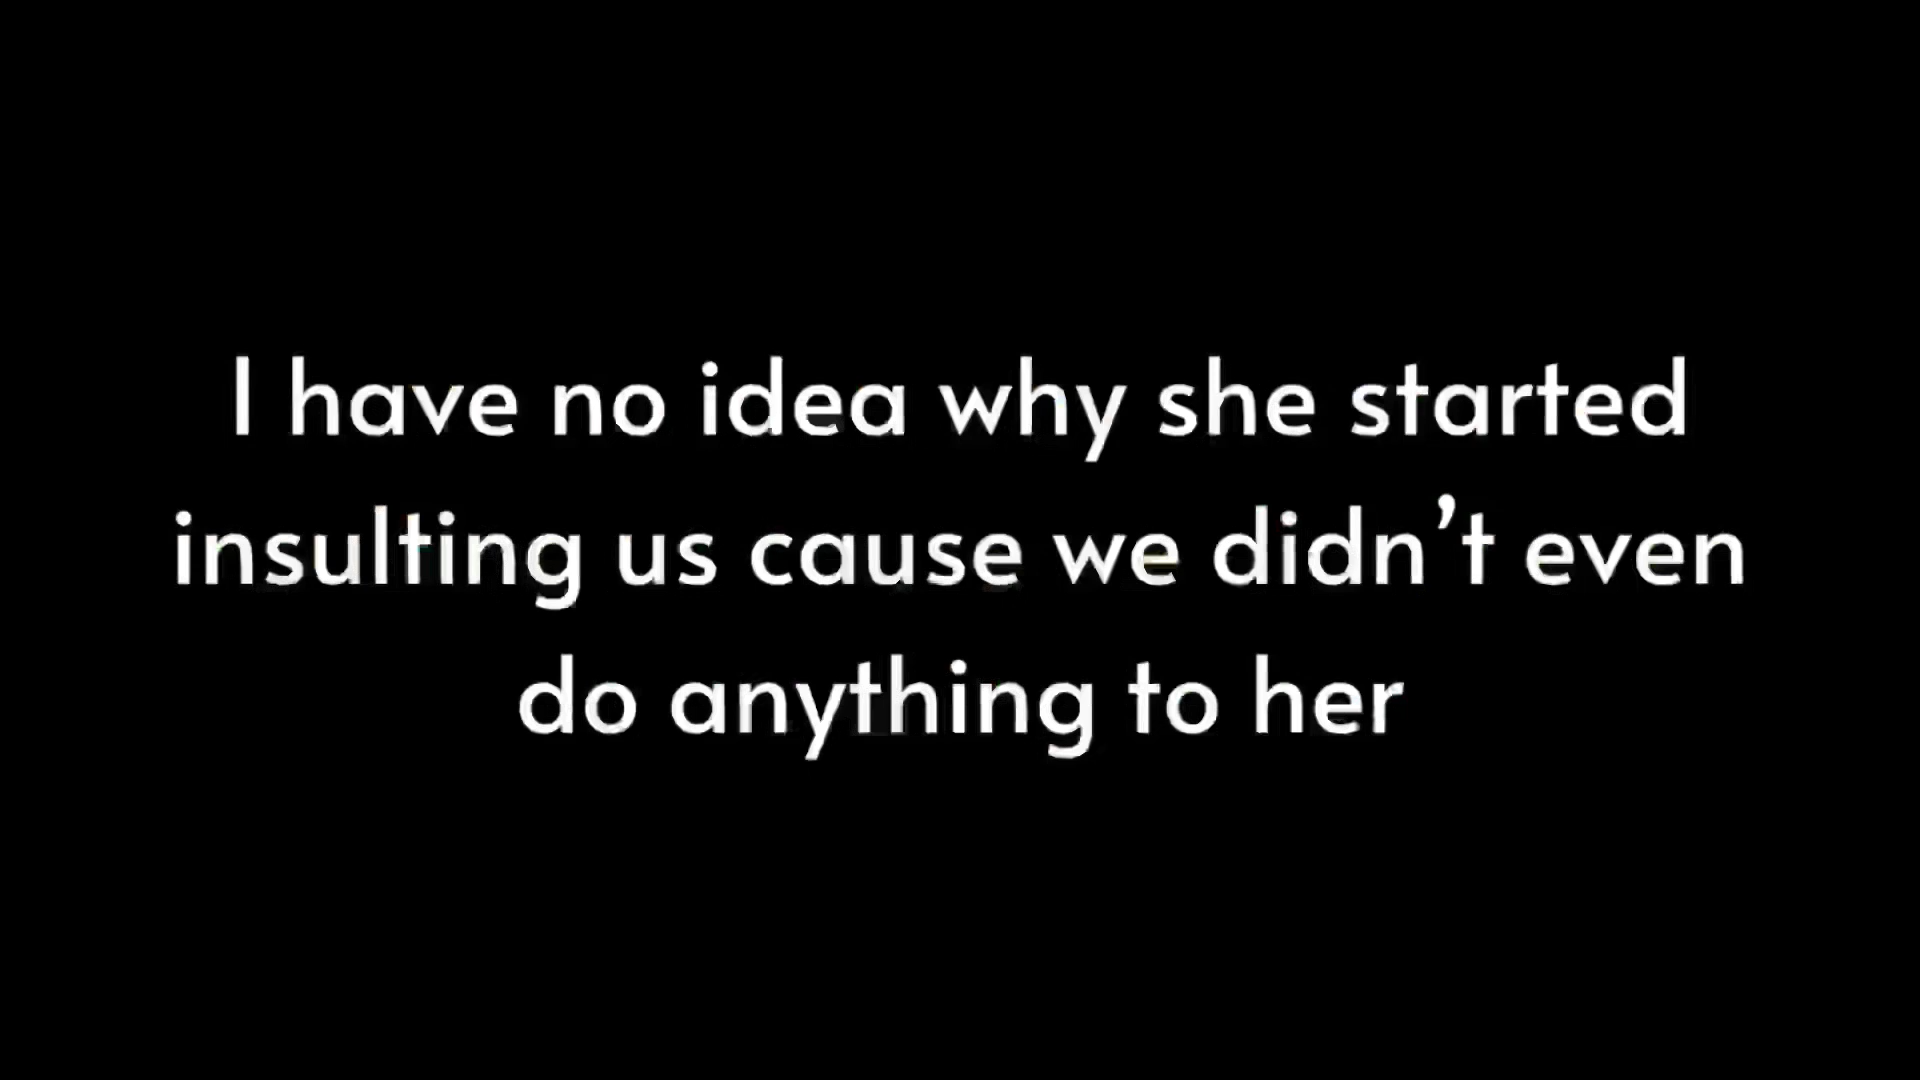 I have no idea why she started
insulting us cause we didn’t even
do anything to her